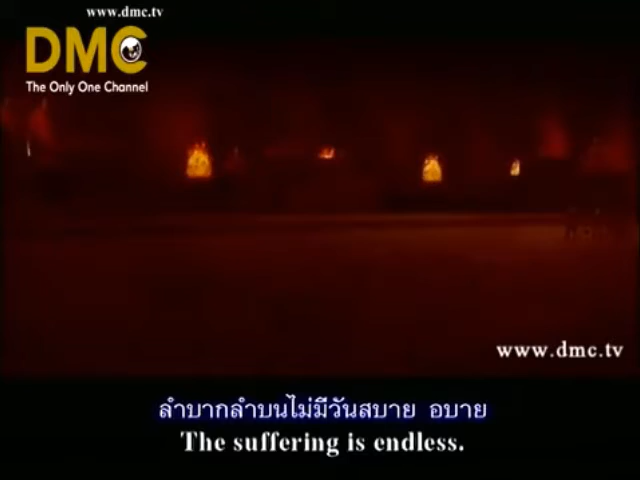 www.dmc.tv
DMC
The Only One Channel
www.dmc.tv
ลำบากลำบนไม่มีวันสบาย อบาย
The suffering is endless.